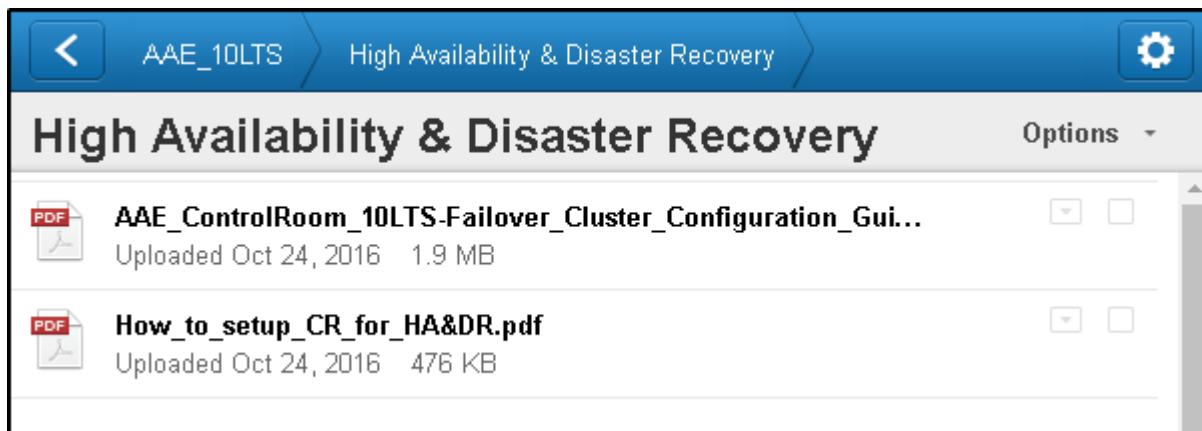 AAE_10LTS High Availability & Disaster Recovery
High Availability & Disaster Recovery Options
PDF AAE_ControlRoom_10LTS-Failover_Cluster_Configuration_Gui...
Uploaded Oct 24, 2016 1.9 MB
PDF How_to_setup_CR_for_HA&DR.pdf
Uploaded Oct 24, 2016 476 KB